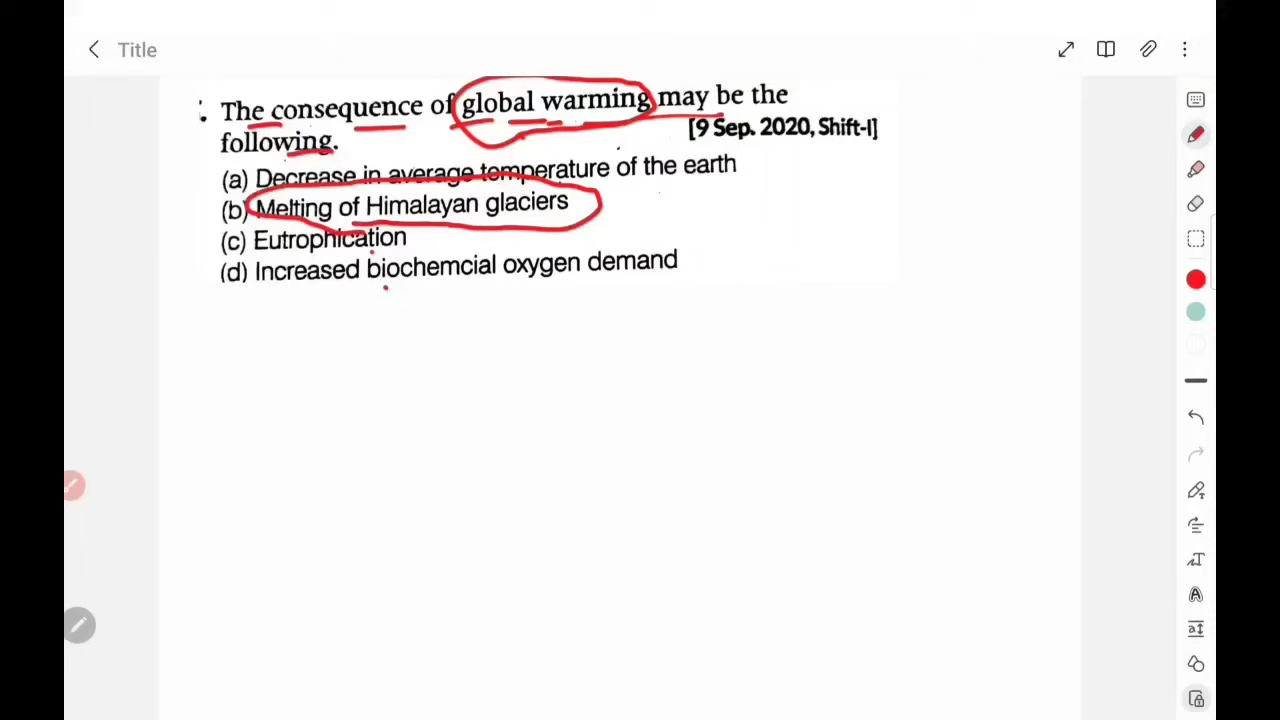 Title
The consequence of global warming may be the
following.
[9 Sep. 2020, Shift-I]
(a) Decrease in average temperature of the earth
(b) Melting of Himalayan glaciers
(c) Eutrophication
(d) Increased biochemcial oxygen demand